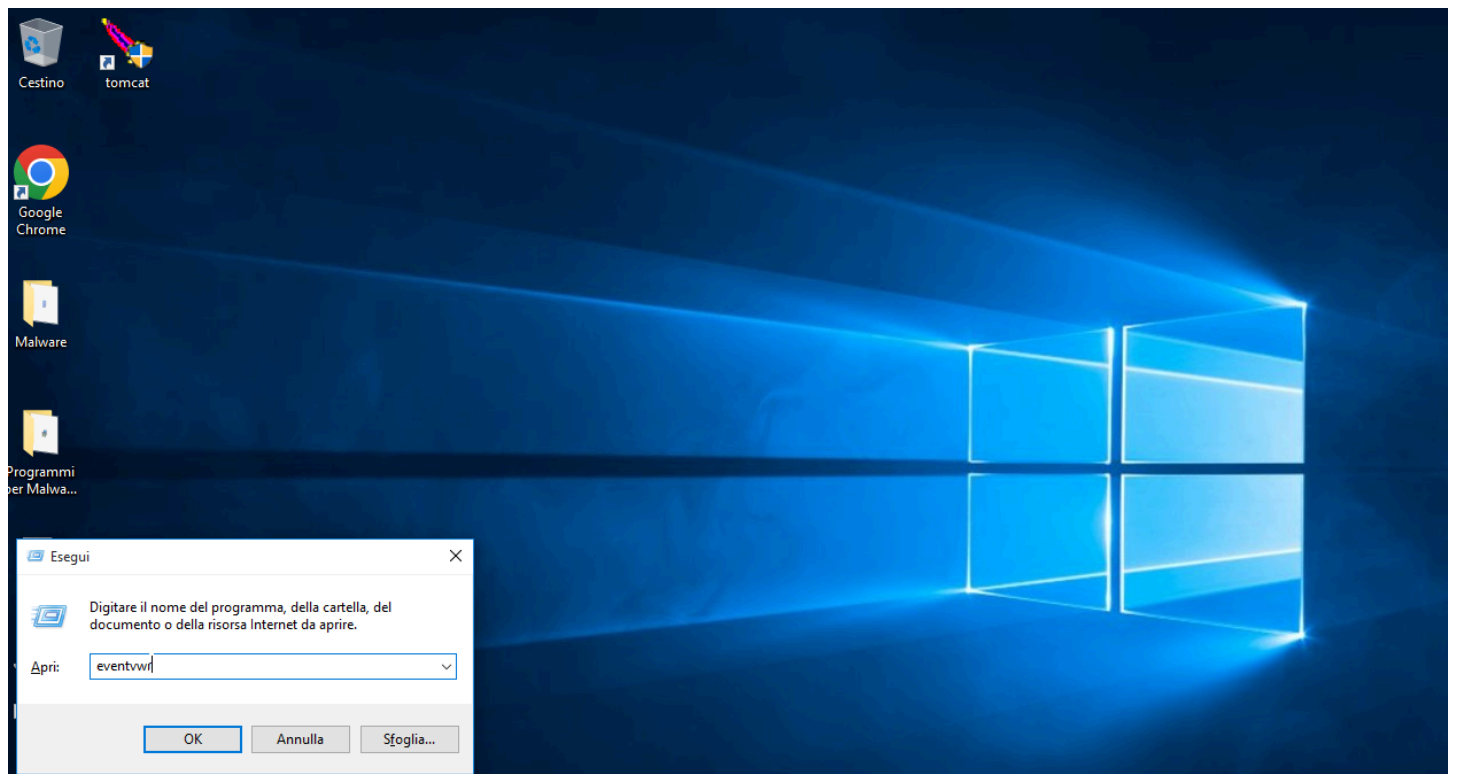 Cestino
tomcat
Google
Chrome
Malware
Programmi
per Malwa...
Esegui
Digitare il nome del programma, della cartella, del
documento o della risorsa Internet da aprire.
Apri:
eventvwr
OK
Annulla
Sfoglia...